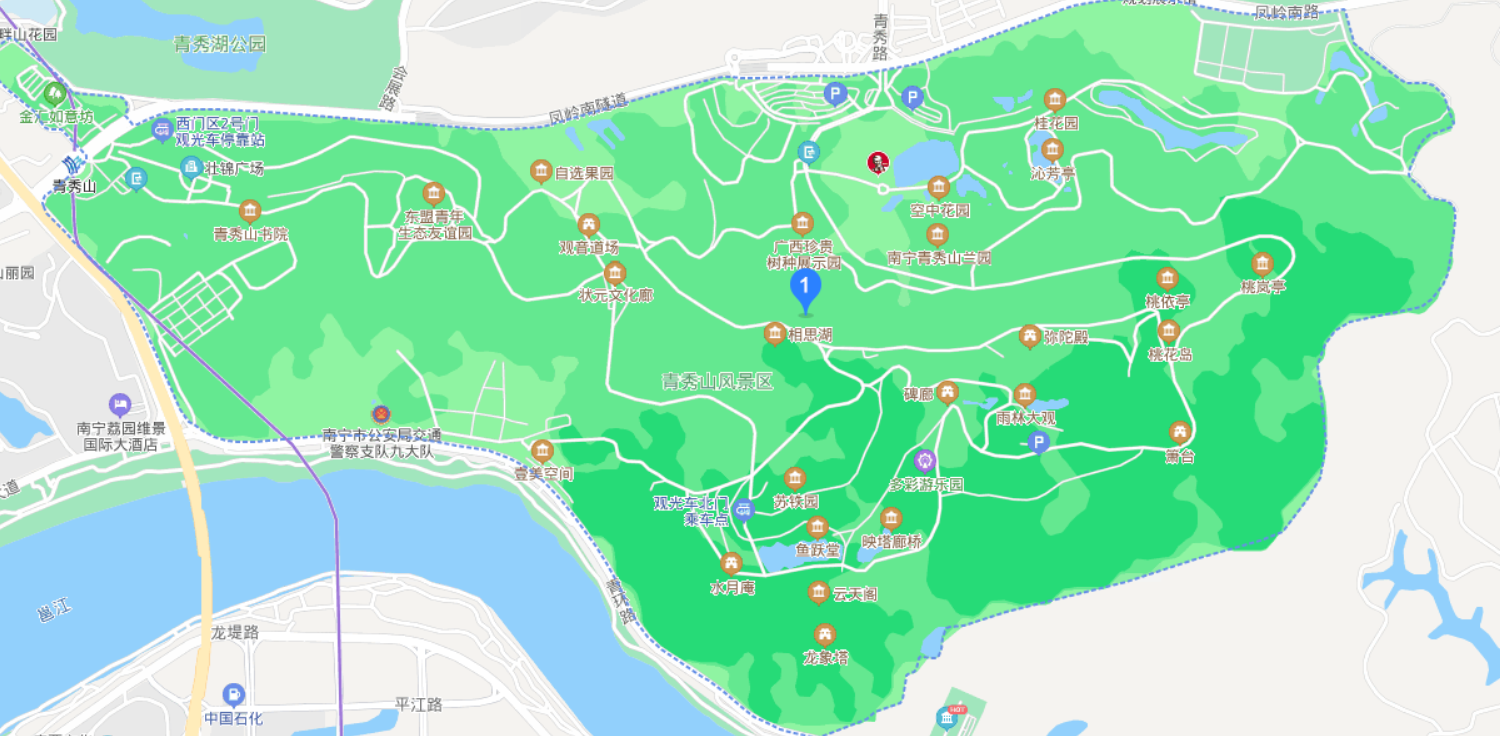 畔山花园
青秀湖公园
会展路
青秀路
凤岭南路
凤岭南隧道
P
P
金汇如意坊
西门区2号门
观光车停靠站
壮锦广场
青秀山
青秀山书院
东盟青年
生态友谊园
自选果园
观音道场
状元文化廊
广西珍贵
树种展示园
桂花园
沁芳亭
空中花园
南宁青秀山兰园
1
相思湖
桃依亭
桃岚亭
桃花岛
弥陀殿
青秀山风景区
碑廊
雨林大观
P
箫台
多彩游乐园
南宁荔园维景
国际大酒店
南宁市公安局交通
警察支队九大队
壹美空间
观光车北门
乘车点
苏铁园
鱼跃堂
映塔廊桥
水月庵
云天阁
龙象塔
青环路
邕江
龙堤路
平江路
中国石化
HOT
山丽园
大道